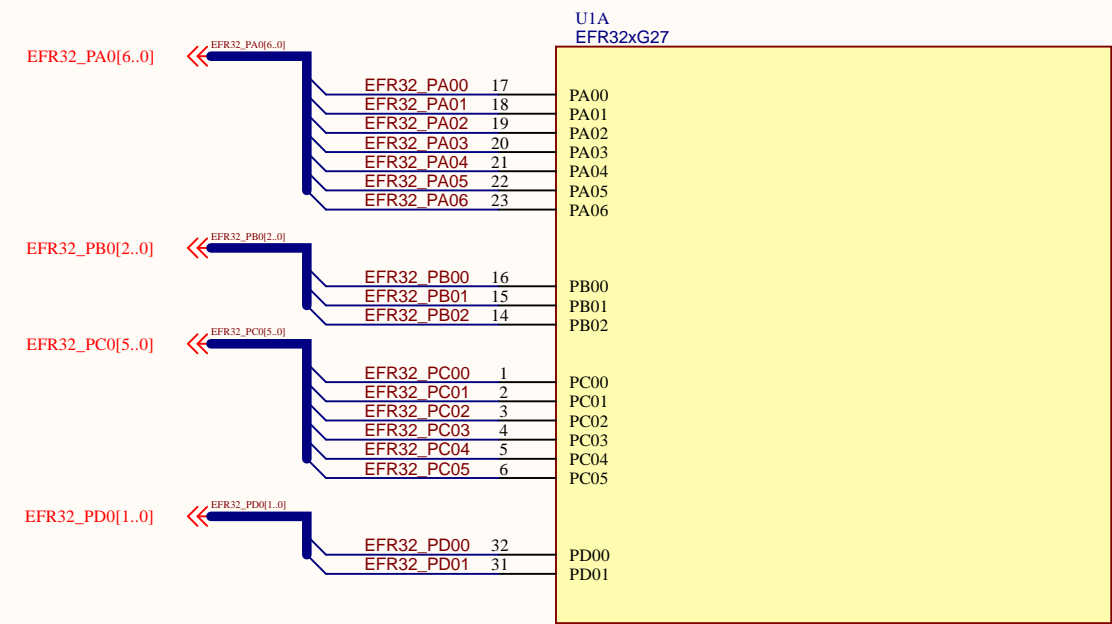 U1A
EFR32xG27
EFR32_PA0[6..0]
EFR32_PA0[6..0]
EFR32_PA00 17 PA00
EFR32_PA01 18 PA01
EFR32_PA02 19 PA02
EFR32_PA03 20 PA03
EFR32_PA04 21 PA04
EFR32_PA05 22 PA05
EFR32_PA06 23 PA06
EFR32_PB0[2..0]
EFR32_PB0[2..0]
EFR32_PB00 16 PB00
EFR32_PB01 15 PB01
EFR32_PB02 14 PB02
EFR32_PC0[5..0]
EFR32_PC0[5..0]
EFR32_PC00 1 PC00
EFR32_PC01 2 PC01
EFR32_PC02 3 PC02
EFR32_PC03 4 PC03
EFR32_PC04 5 PC04
EFR32_PC05 6 PC05
EFR32_PD0[1..0]
EFR32_PD0[1..0]
EFR32_PD00 32 PD00
EFR32_PD01 31 PD01